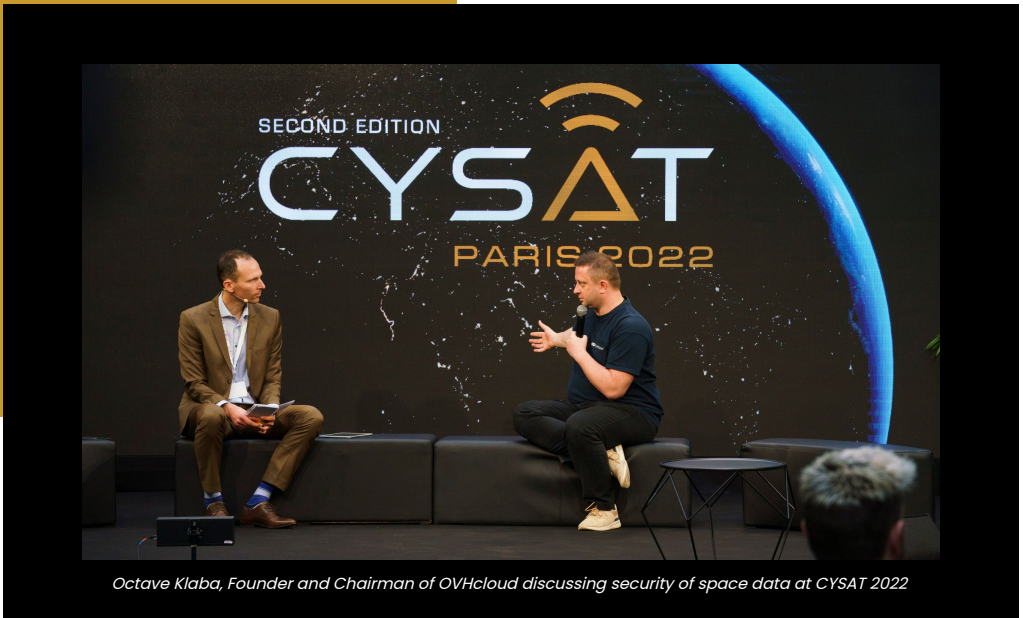 SECOND EDITION
CYSAT
PARIS 2022
Octave Klaba, Founder and Chairman of OVHcloud discussing security of space data at CYSAT 2022